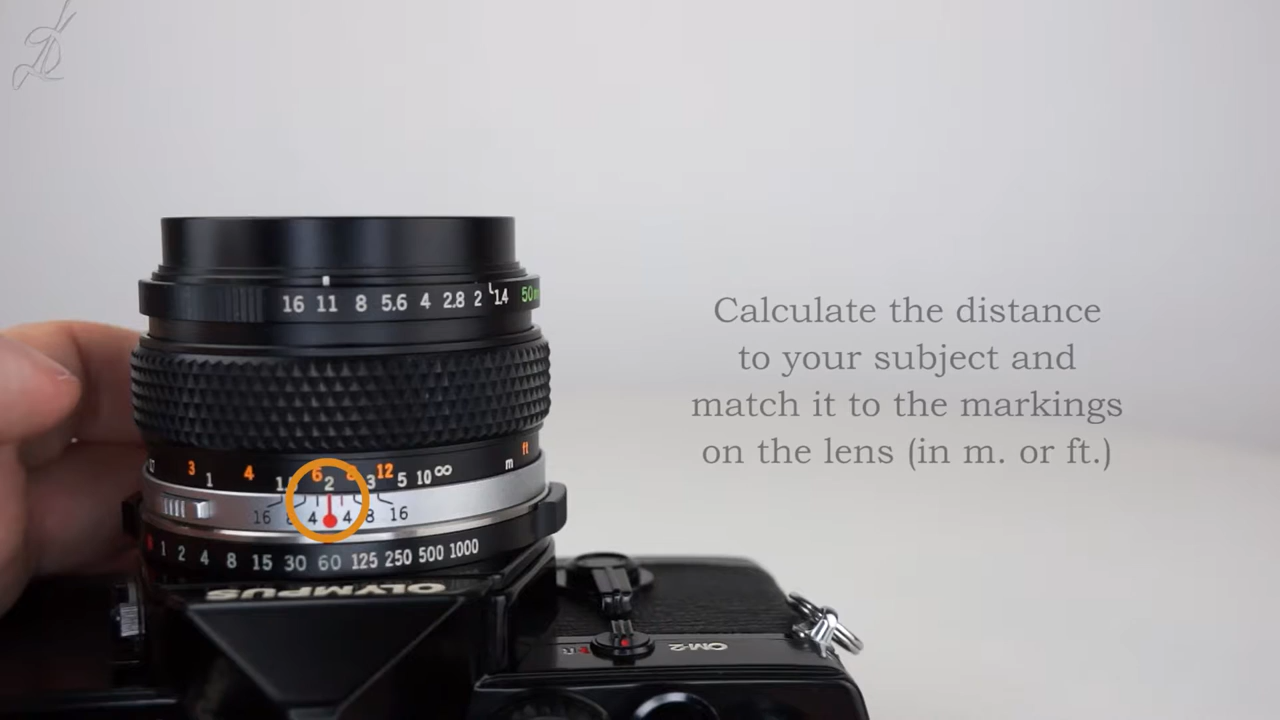 Calculate the distance
to your subject and
match it to the markings
on the lens (in m. or ft.)
16 11 8 5.6 4 2.8 2 1.4 50m
3 4 6 8 12 ft
1 2 3 5 10 ∞ m
16 8 4 4 8 16
1 2 4 8 15 30 60 125 250 500 1000
OLYMPUS
OM-2